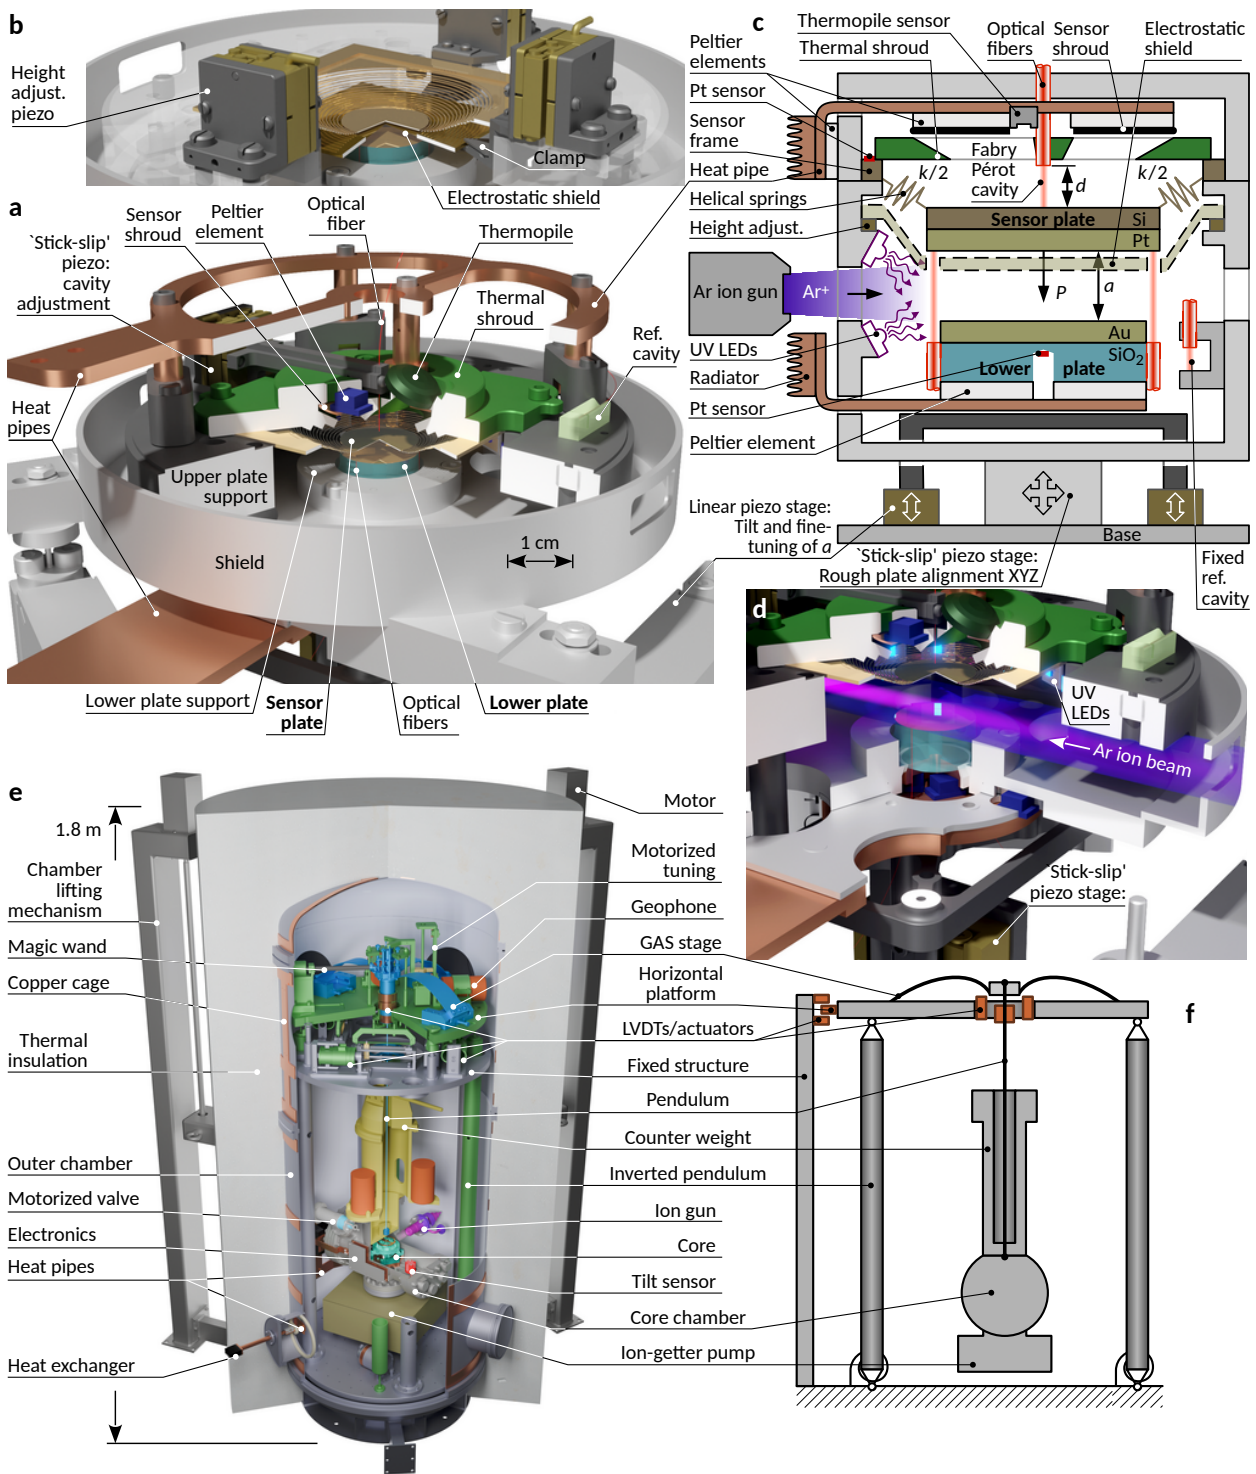 b
Height
adjust.
piezo
Clamp
Electrostatic shield
a
Sensor
shroud
Peltier
element
Optical
fiber
Thermopile
`Stick-slip'
piezo:
cavity
adjustment
Thermal
shroud
Ref.
cavity
Heat
pipes
Upper plate
support
1 cm
Shield
Lower plate support
Sensor
plate
Optical
fibers
Lower plate
c
Thermopile sensor
Thermal shroud
Optical
fibers
Sensor
shroud
Electrostatic
shield
Peltier
elements
Pt sensor
Sensor
frame
Heat pipe
Helical springs
Height adjust.
Fabry
Pérot
cavity
k/2
k/2
d
Sensor plate
Si
Pt
P
a
Ar ion gun
Ar+
UV LEDs
Radiator
Pt sensor
Peltier element
Au
SiO2
Lower plate
Linear piezo stage:
Tilt and fine-
tuning of a
Base
`Stick-slip' piezo stage:
Rough plate alignment XYZ
Fixed
ref.
cavity
d
UV
LEDs
Ar ion beam
`Stick-slip'
piezo stage:
e
1.8 m
Chamber
lifting
mechanism
Magic wand
Copper cage
Thermal
insulation
Outer chamber
Motorized valve
Electronics
Heat pipes
Heat exchanger
Motor
Motorized
tuning
Geophone
GAS stage
Horizontal
platform
LVDTs/actuators
Fixed structure
Pendulum
Counter weight
Inverted pendulum
Ion gun
Core
Tilt sensor
Core chamber
Ion-getter pump
f